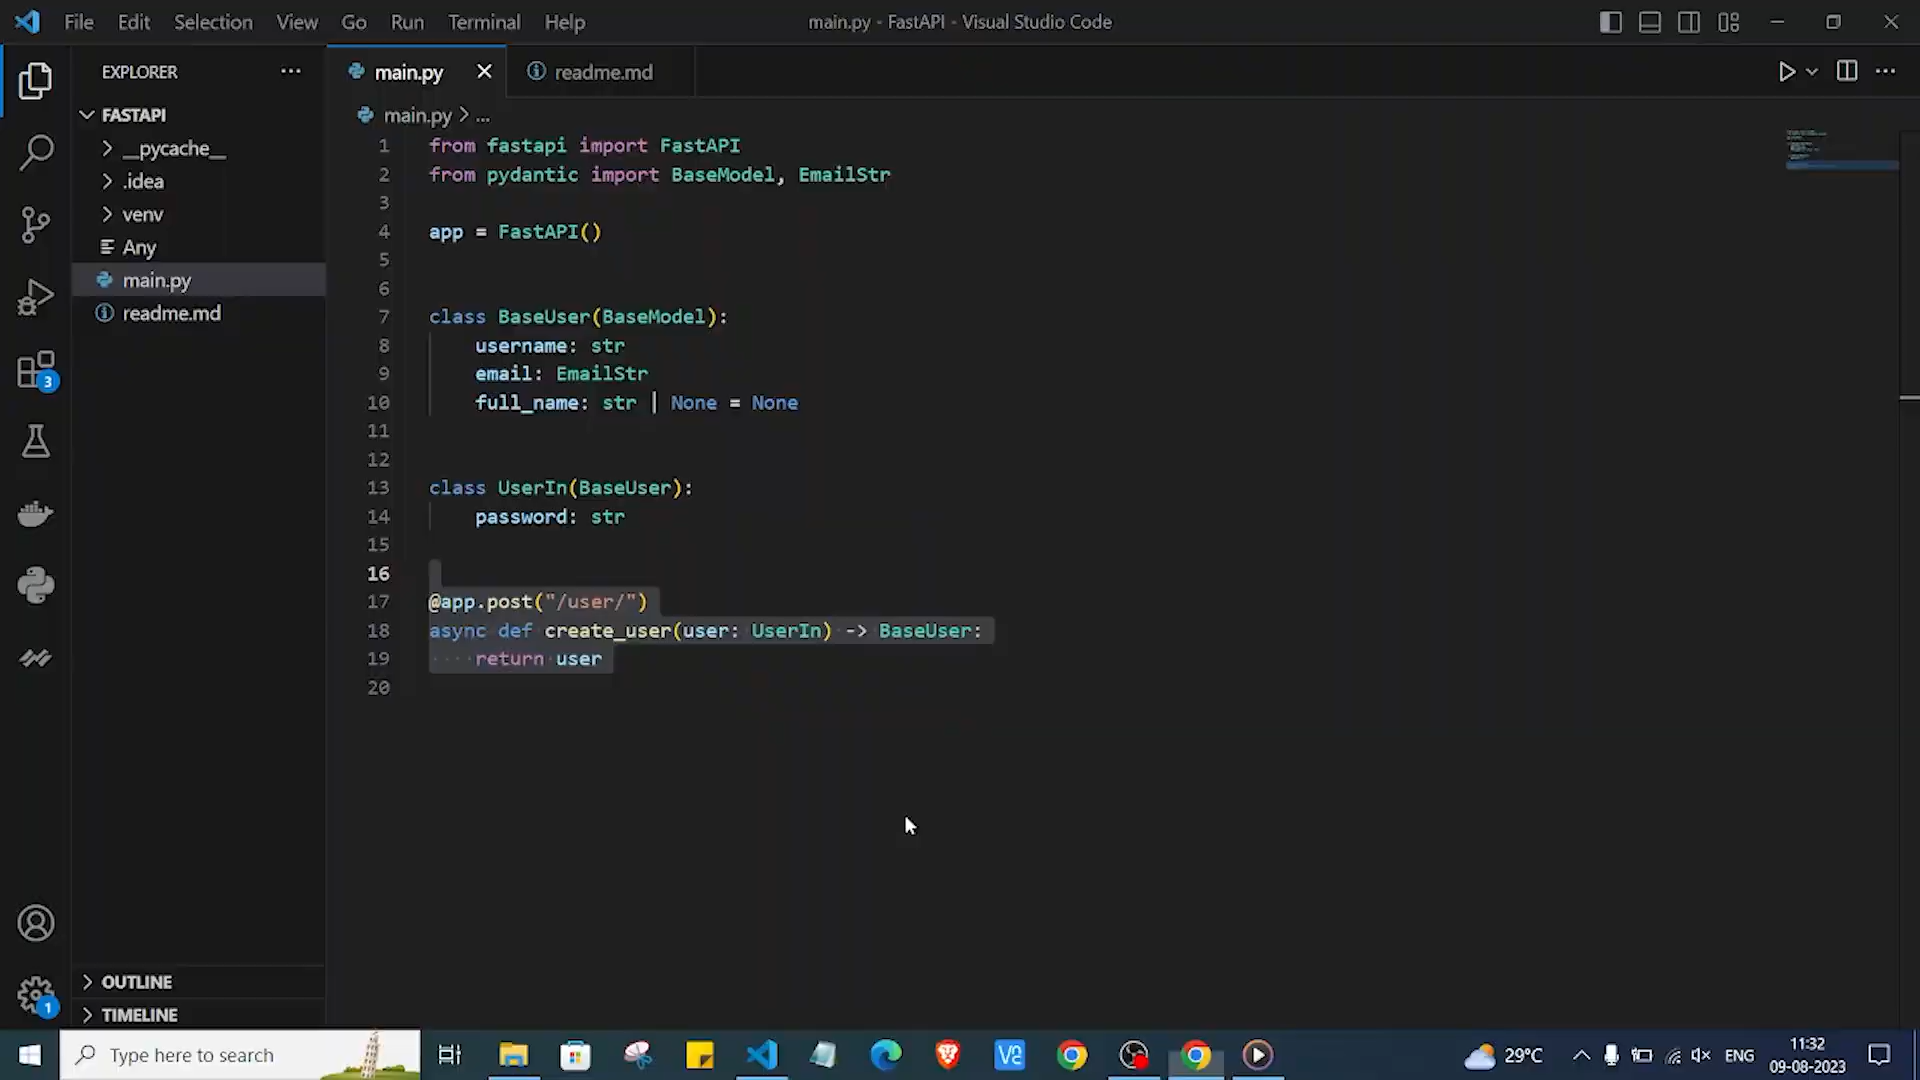 File Edit Selection View Go Run Terminal Help
main.py - FastAPI - Visual Studio Code
EXPLORER
FASTAPI
__pycache__
.idea
venv
Any
main.py
readme.md
OUTLINE
TIMELINE
3
1
main.py
readme.md
main.py > ...
1 from fastapi import FastAPI
2 from pydantic import BaseModel, EmailStr
3
4 app = FastAPI()
5
6
7 class BaseUser(BaseModel):
8 username: str
9 email: EmailStr
10 full_name: str | None = None
11
12
13 class UserIn(BaseUser):
14 password: str
15
16
17 @app.post("/user/")
18 async def create_user(user: UserIn) -> BaseUser:
19 return user
20
Type here to search
29°C
ENG
11:32
09-08-2023